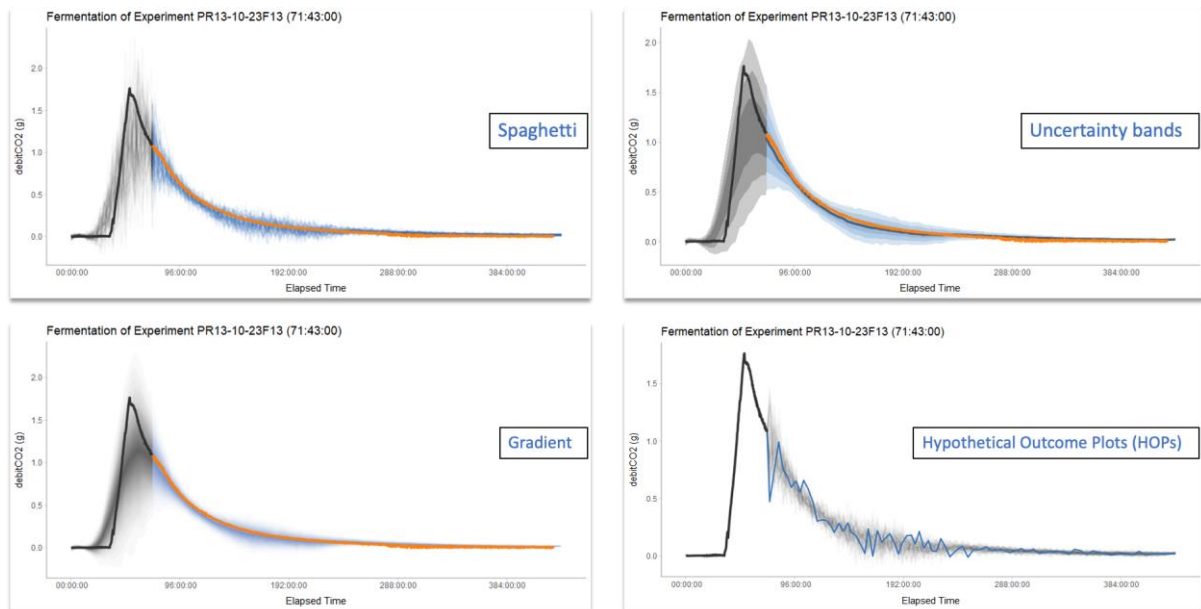 Fermentation of Experiment PR13-10-23F13 (71:43:00)
debitCO2 (g)
2.0
1.5
1.0
0.5
0.0
Spaghetti
00:00:00 96:00:00 192:00:00 288:00:00 384:00:00
Elapsed Time
Fermentation of Experiment PR13-10-23F13 (71:43:00)
debitCO2 (g)
2.0
1.5
1.0
0.5
0.0
Uncertainty bands
00:00:00 96:00:00 192:00:00 288:00:00 384:00:00
Elapsed Time
Fermentation of Experiment PR13-10-23F13 (71:43:00)
debitCO2 (g)
2.0
1.5
1.0
0.5
0.0
Gradient
00:00:00 96:00:00 192:00:00 288:00:00 384:00:00
Elapsed Time
Fermentation of Experiment PR13-10-23F13 (71:43:00)
debitCO2 (g)
1.5
1.0
0.5
0.0
Hypothetical Outcome Plots (HOPs)
00:00:00 96:00:00 192:00:00 288:00:00 384:00:00
Elapsed Time